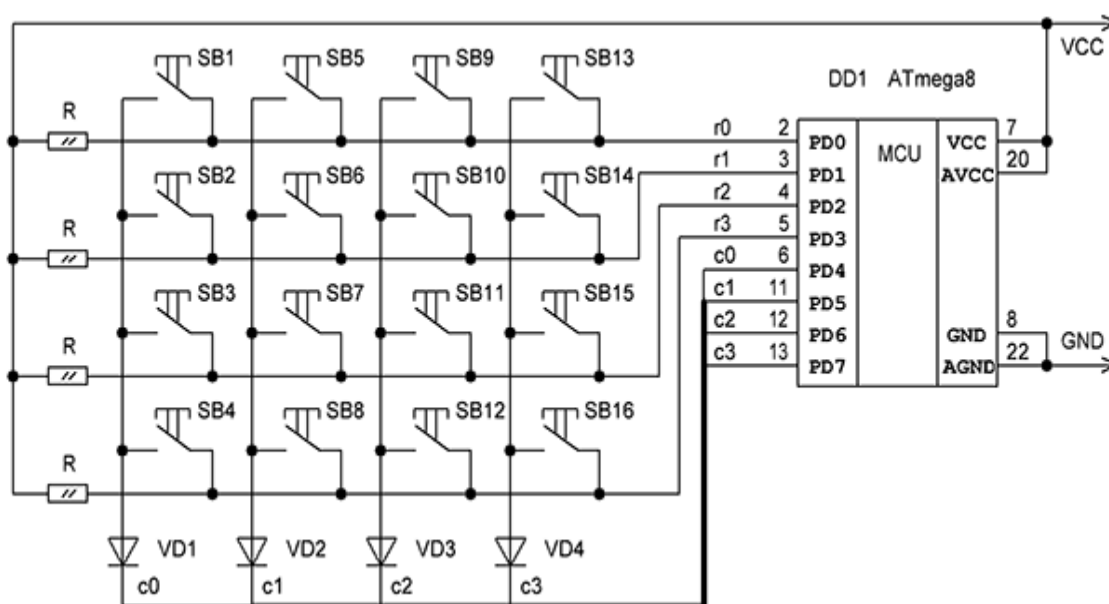 VCC
SB1 SB5 SB9 SB13
DD1 ATmega8
R r0 2 PD0 MCU VCC 7
r1 3 PD1 AVCC 20
SB2 SB6 SB10 SB14
r2 4 PD2
R r3 5 PD3
c0 6 PD4
SB3 SB7 SB11 SB15
c1 11 PD5
c2 12 PD6 GND 8 GND
R c3 13 PD7 AGND 22
SB4 SB8 SB12 SB16
R
VD1 VD2 VD3 VD4
c0 c1 c2 c3